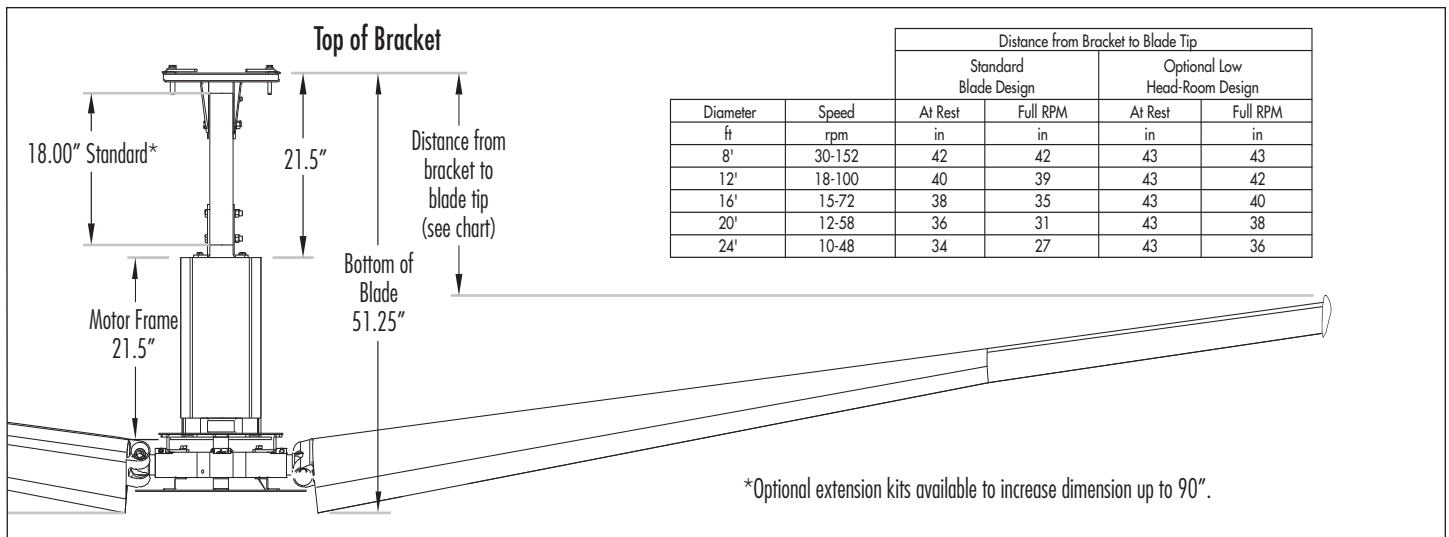 Top of Bracket
18.00″ Standard*
21.5″
Distance from
bracket to
blade tip
(see chart)
Bottom of
Blade
51.25″
Motor Frame
21.5″
Distance from Bracket to Blade Tip
Standard Blade Design Optional Low Head-Room Design
Diameter Speed At Rest Full RPM At Rest Full RPM
ft rpm in in in in
8' 30-152 42 42 43 43
12' 18-100 40 39 43 42
16' 15-72 38 35 43 40
20' 12-58 36 31 43 38
24' 10-48 34 27 43 36
*Optional extension kits available to increase dimension up to 90″.